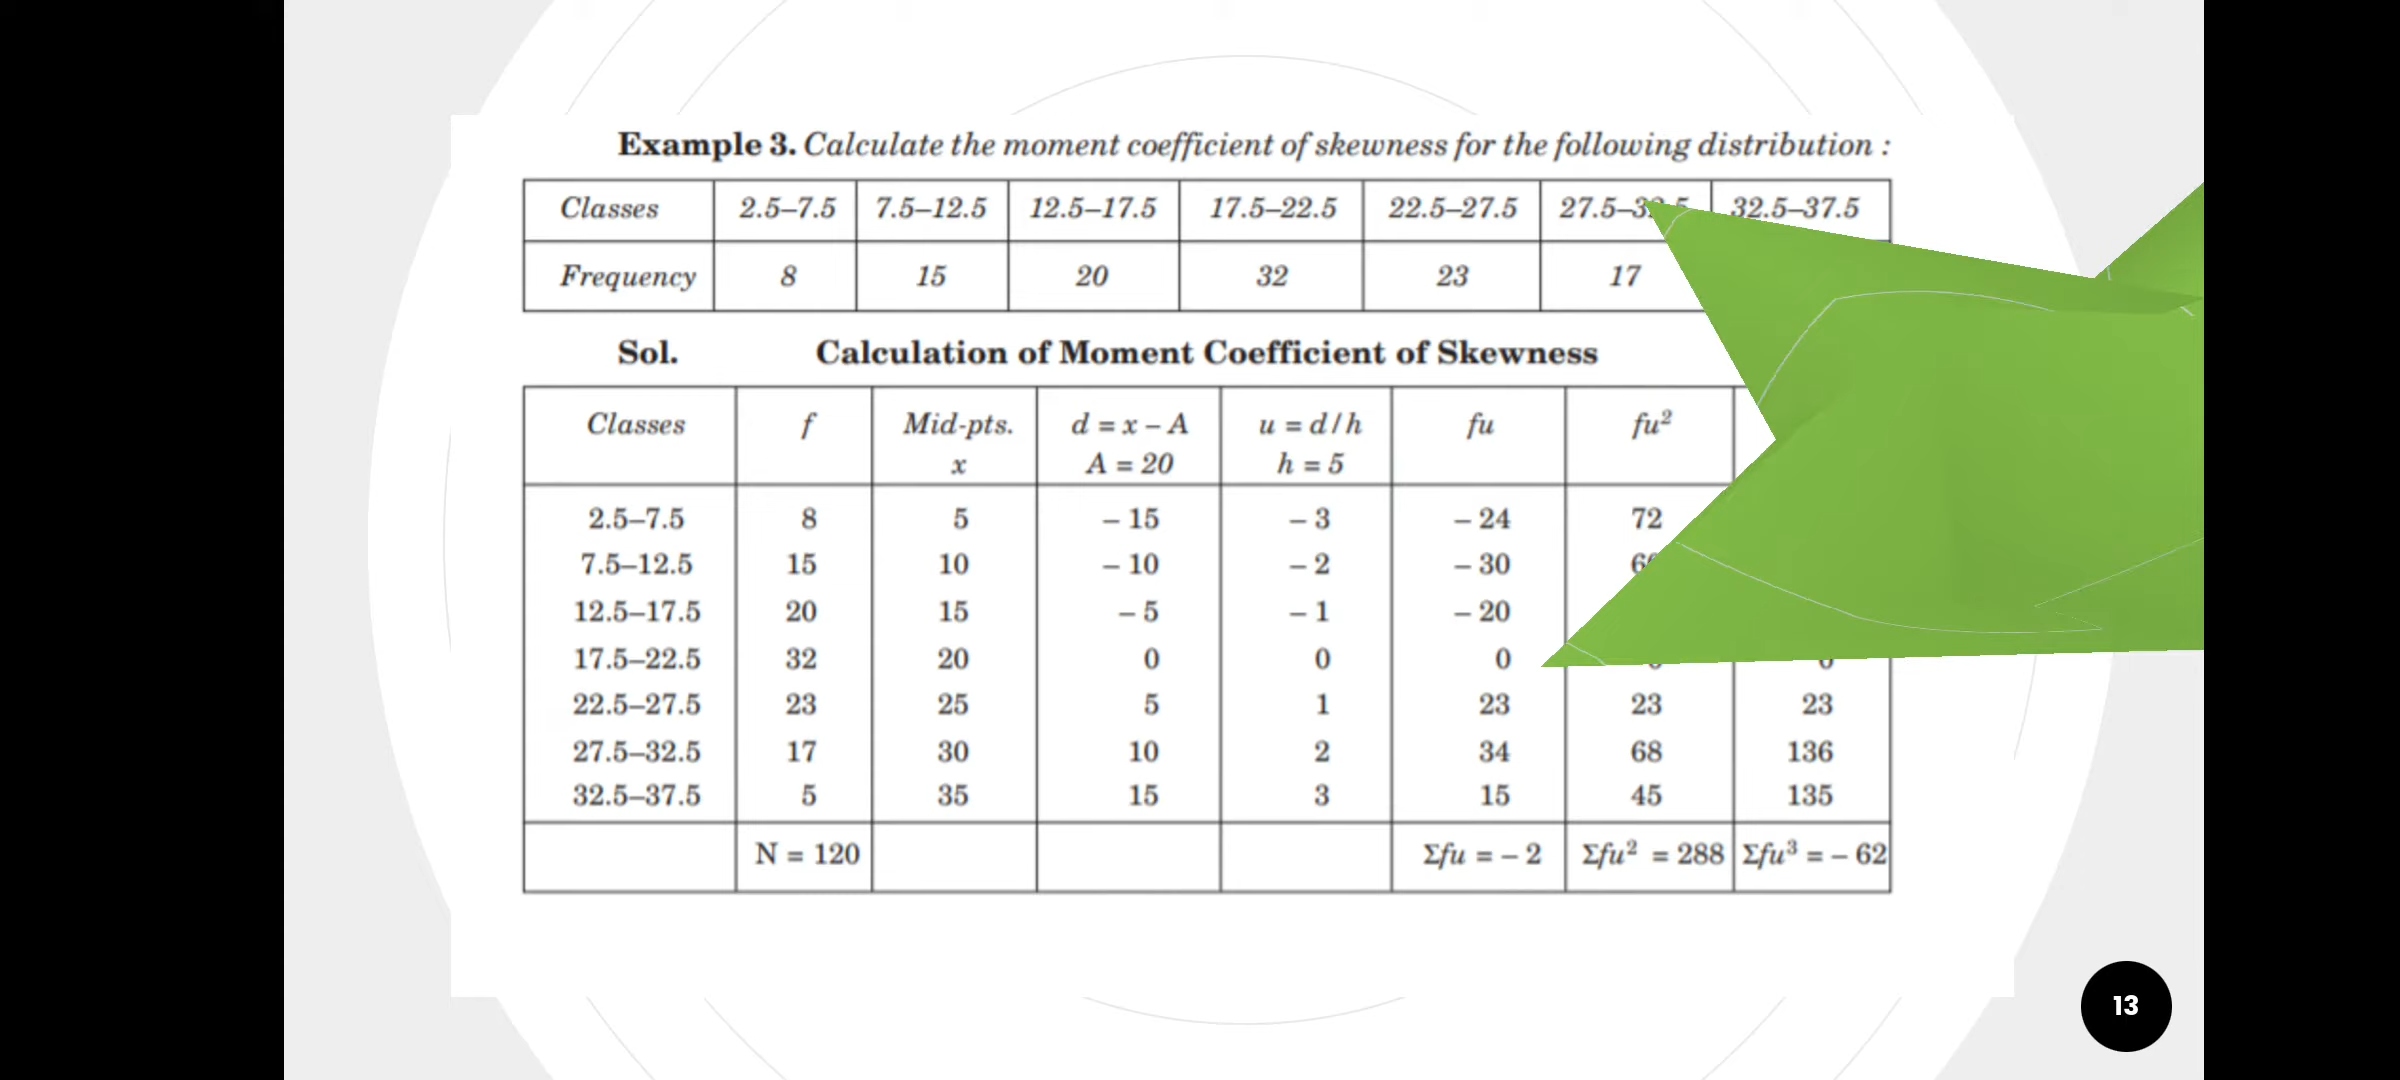 Example 3. Calculate the moment coefficient of skewness for the following distribution :
Classes 2.5–7.5 7.5–12.5 12.5–17.5 17.5–22.5 22.5–27.5 32.5–37.5
Frequency 8 15 20 32 23 17
Sol. Calculation of Moment Coefficient of Skewness
Classes f Mid-pts. d = x – A u = d/h fu fu²
x A = 20 h = 5
2.5–7.5 8 5 – 15 – 3 – 24 72
7.5–12.5 15 10 – 10 – 2 – 30
12.5–17.5 20 15 – 5 – 1 – 20
17.5–22.5 32 20 0 0 0
22.5–27.5 23 25 5 1 23 23 23
27.5–32.5 17 30 10 2 34 68 136
32.5–37.5 5 35 15 3 15 45 135
N = 120 Σfu = – 2 Σfu² = 288 Σfu³ = – 62
13